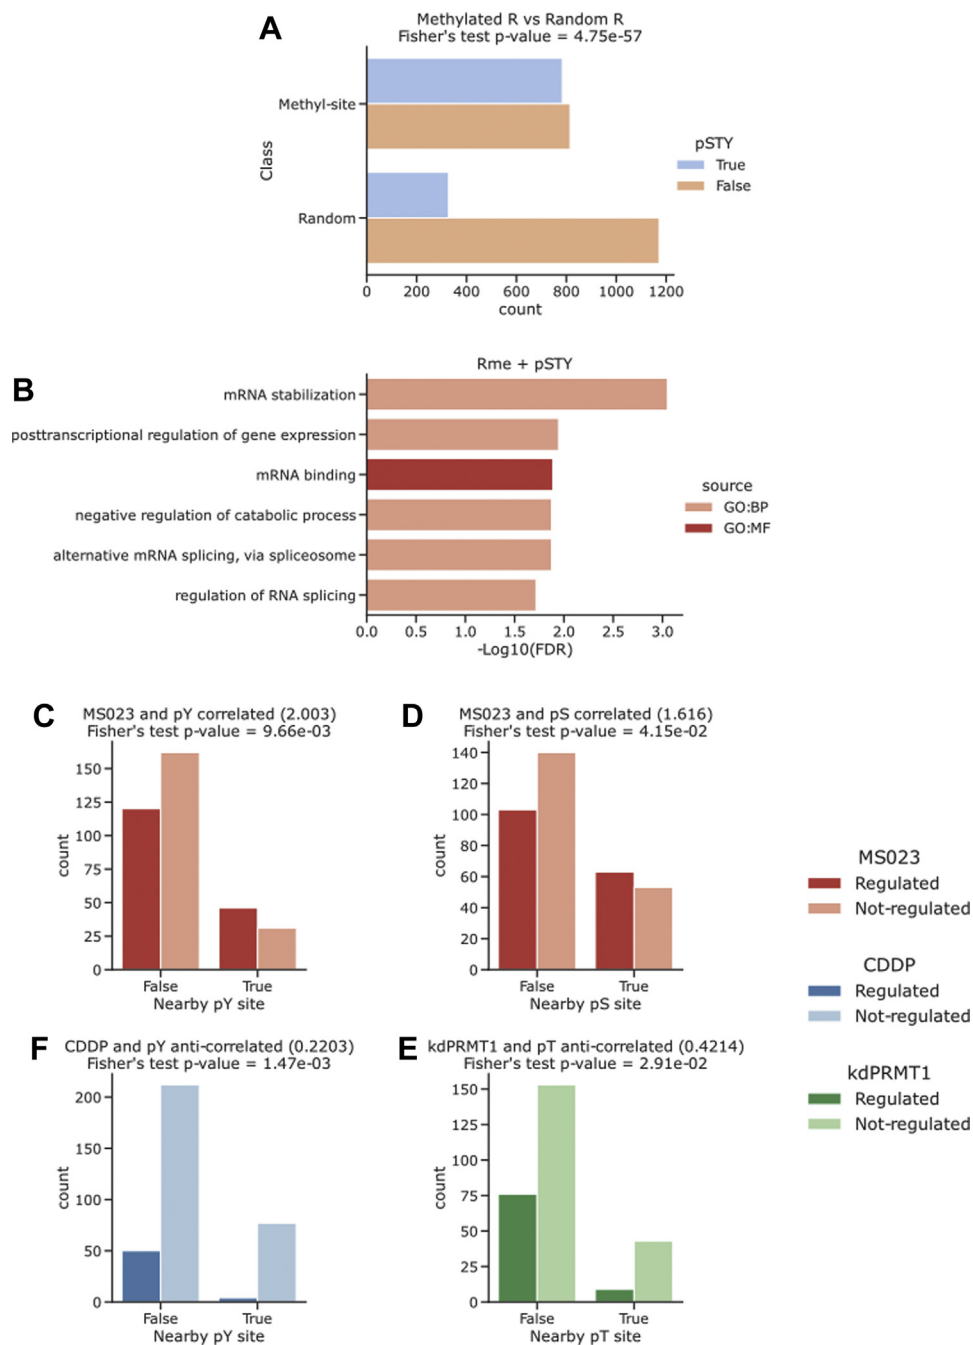 A
Methylated R vs Random R
Fisher's test p-value = 4.75e-57
Class
Methyl-site
Random
0 200 400 600 800 1000 1200
count
pSTY
True
False
B
Rme + pSTY
mRNA stabilization
posttranscriptional regulation of gene expression
mRNA binding
negative regulation of catabolic process
alternative mRNA splicing, via spliceosome
regulation of RNA splicing
0.0 0.5 1.0 1.5 2.0 2.5 3.0
-Log10(FDR)
source
GO:BP
GO:MF
C
MS023 and pY correlated (2.003)
Fisher's test p-value = 9.66e-03
count
150
125
100
75
50
25
0
False True
Nearby pY site
D
MS023 and pS correlated (1.616)
Fisher's test p-value = 4.15e-02
count
140
120
100
80
60
40
20
0
False True
Nearby pS site
F
CDDP and pY anti-correlated (0.2203)
Fisher's test p-value = 1.47e-03
count
200
150
100
50
0
False True
Nearby pY site
E
kdPRMT1 and pT anti-correlated (0.4214)
Fisher's test p-value = 2.91e-02
count
150
125
100
75
50
25
0
False True
Nearby pT site
MS023
Regulated
Not-regulated
CDDP
Regulated
Not-regulated
kdPRMT1
Regulated
Not-regulated